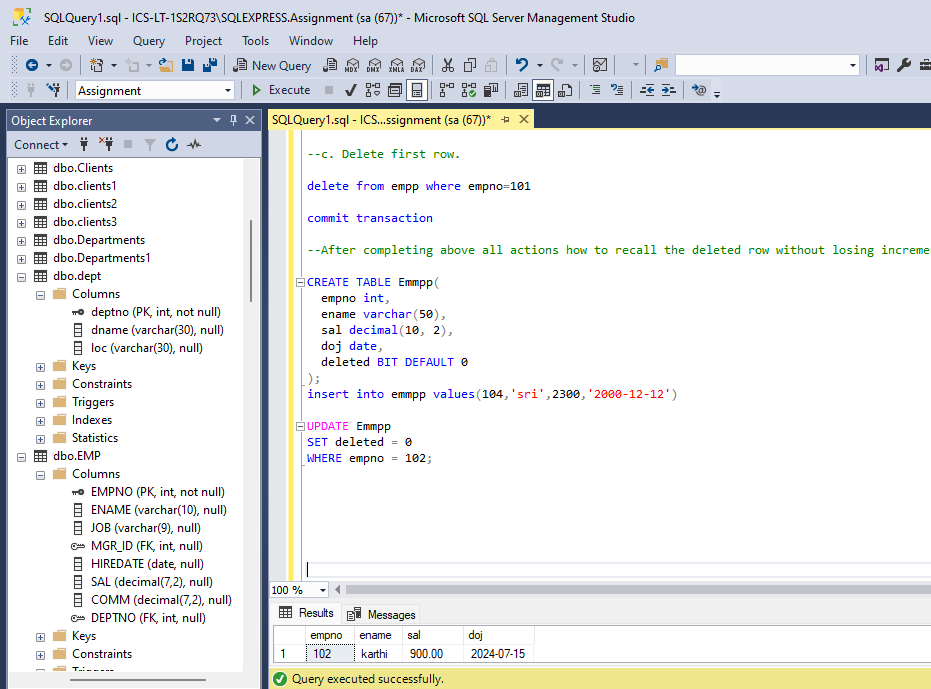 SQLQuery1.sql - ICS-LT-1S2RQ73\SQLEXPRESS.Assignment (sa (67))* - Microsoft SQL Server Management Studio
File Edit View Query Project Tools Window Help
New Query MDX DMX XMLA DAX
Assignment Execute
Object Explorer
Connect
dbo.Clients
dbo.clients1
dbo.clients2
dbo.clients3
dbo.Departments
dbo.Departments1
dbo.dept
Columns
deptno (PK, int, not null)
dname (varchar(30), null)
loc (varchar(30), null)
Keys
Constraints
Triggers
Indexes
Statistics
dbo.EMP
Columns
EMPNO (PK, int, not null)
ENAME (varchar(10), null)
JOB (varchar(9), null)
MGR_ID (FK, int, null)
HIREDATE (date, null)
SAL (decimal(7,2), null)
COMM (decimal(7,2), null)
DEPTNO (FK, int, null)
Keys
Constraints
Triggers
SQLQuery1.sql - ICS...ssignment (sa (67))*
--c. Delete first row.
delete from empp where empno=101
commit transaction
--After completing above all actions how to recall the deleted row without losing increme
CREATE TABLE Emmpp(
empno int,
ename varchar(50),
sal decimal(10, 2),
doj date,
deleted BIT DEFAULT 0
);
insert into emmpp values(104,'sri',2300,'2000-12-12')
UPDATE Emmpp
SET deleted = 0
WHERE empno = 102;
100 %
Results Messages
empno ename sal doj
1 102 karthi 900.00 2024-07-15
Query executed successfully.